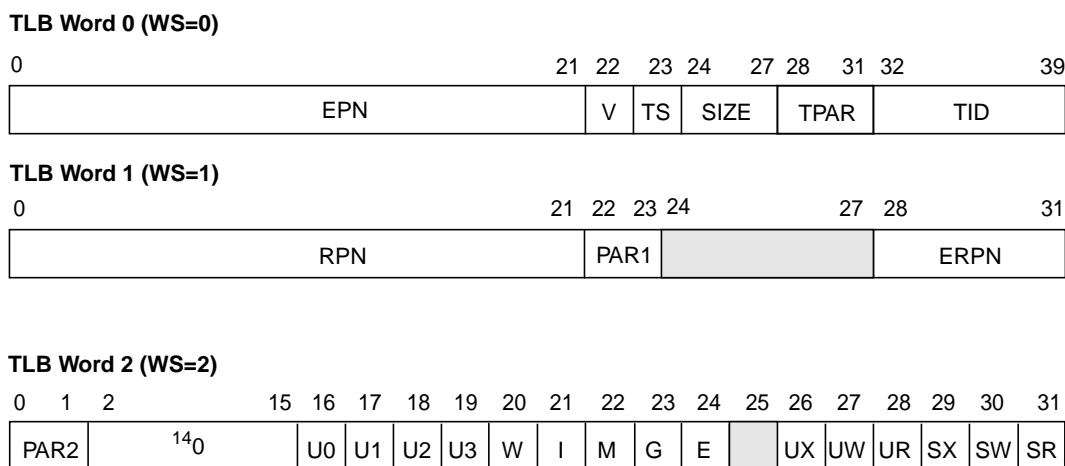 TLB Word 0 (WS=0)
0 21 22 23 24 27 28 31 32 39
EPN V TS SIZE TPAR TID
TLB Word 1 (WS=1)
0 21 22 23 24 27 28 31
RPN PAR1 ERPN
TLB Word 2 (WS=2)
0 1 2 15 16 17 18 19 20 21 22 23 24 25 26 27 28 29 30 31
PAR2 ¹⁴0 U0 U1 U2 U3 W I M G E UX UW UR SX SW SR